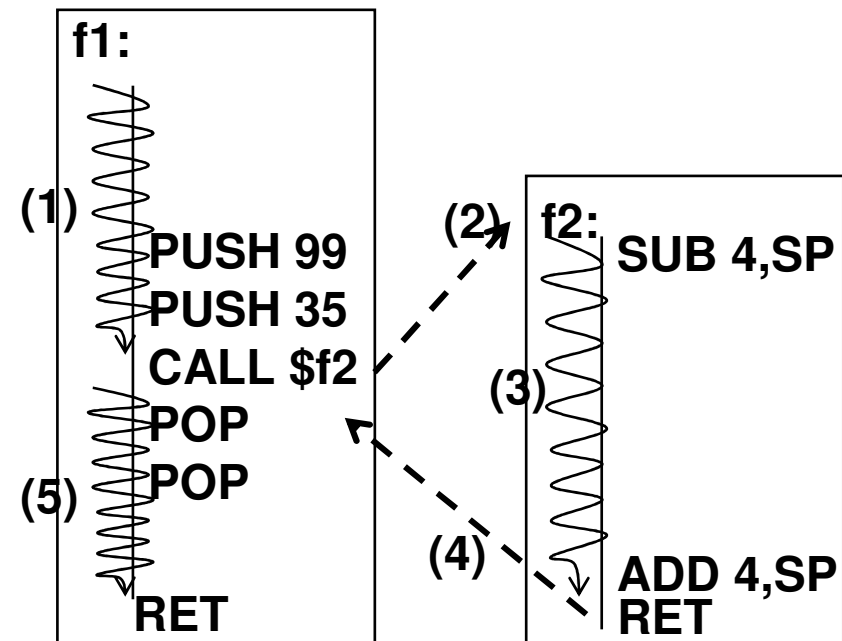 f1:
(1)
PUSH 99
PUSH 35
CALL $f2
POP
POP
(5)
RET
(2)
f2:
SUB 4,SP
(3)
(4)
ADD 4,SP
RET